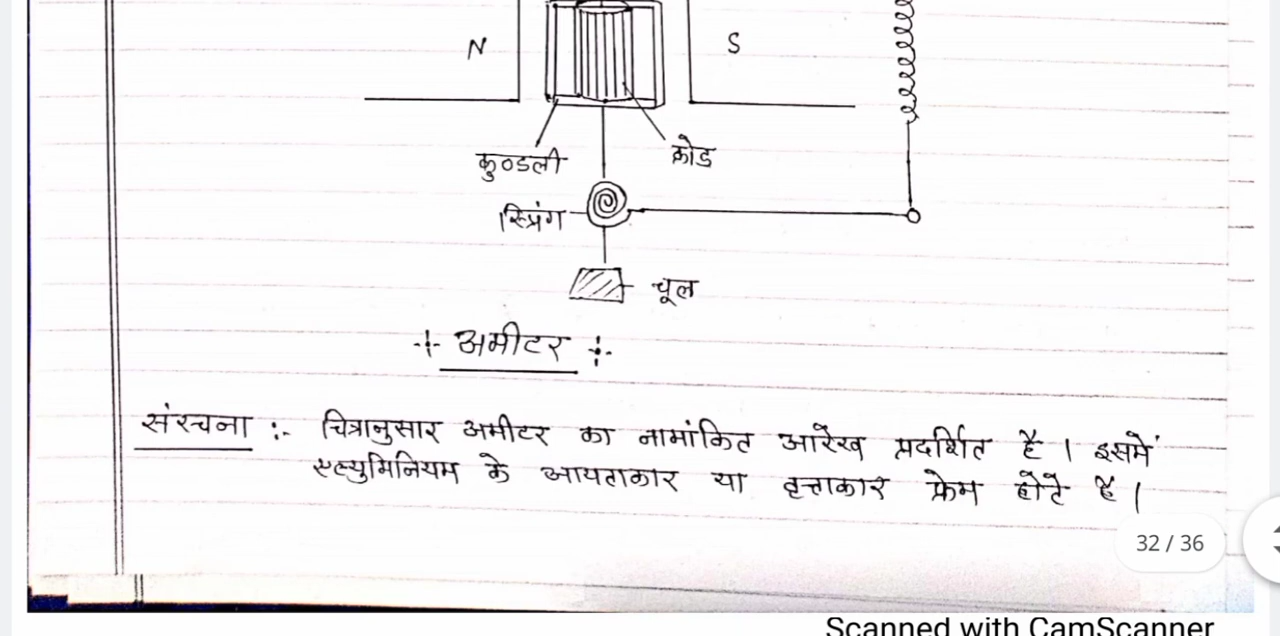 N S
कुण्डली क्रोड
स्प्रिंग
चूल
अमीटर
संरचना :- चित्रानुसार अमीटर का नामांकित आरेख प्रदर्शित है । इसमें
एल्युमिनियम के आयताकार या वृत्ताकार फ्रेम होते है ।
32 / 36
Scanned with CamScanner